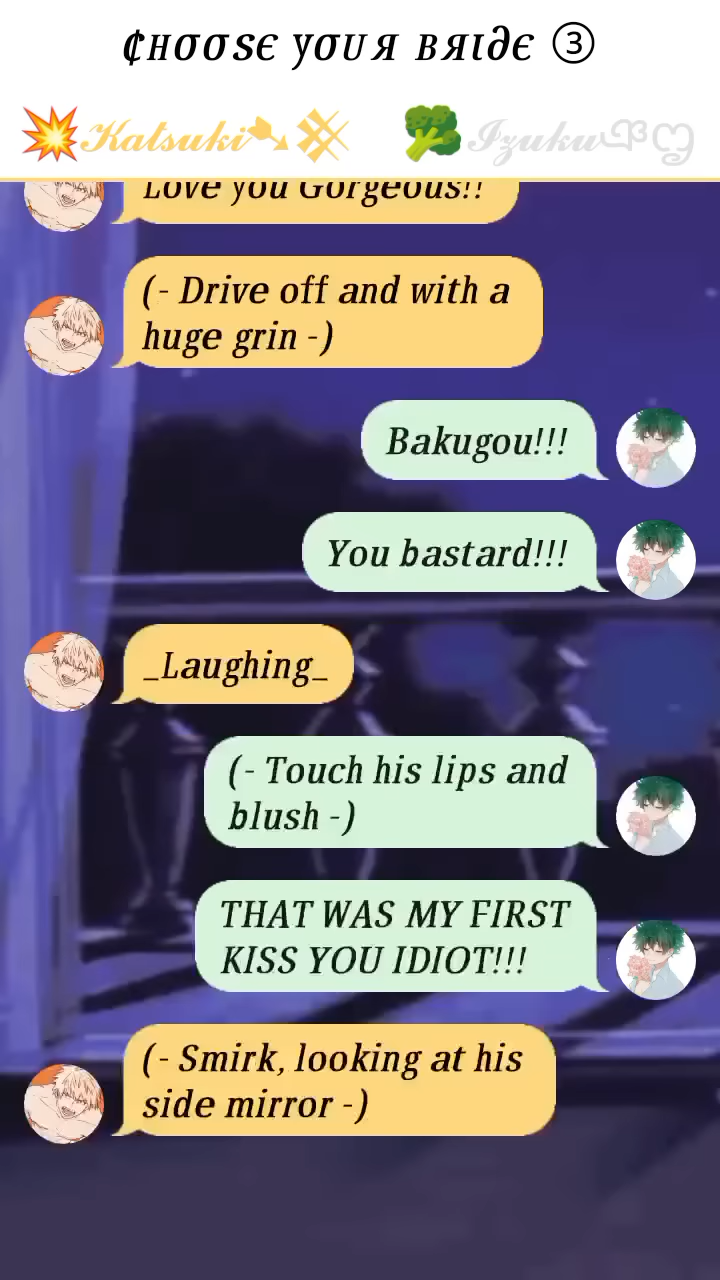 ₵нσσѕє уσυя вяι∂є ③
💥𝓚𝓪𝓽𝓼𝓾𝓴𝓲➷※
🥦𝓘𝔃𝓾𝓴𝓾
Love you Gorgeous!!
(- Drive off and with a
huge grin -)
Bakugou!!!
You bastard!!!
_Laughing_
(- Touch his lips and
blush -)
THAT WAS MY FIRST
KISS YOU IDIOT!!!
(- Smirk, looking at his
side mirror -)